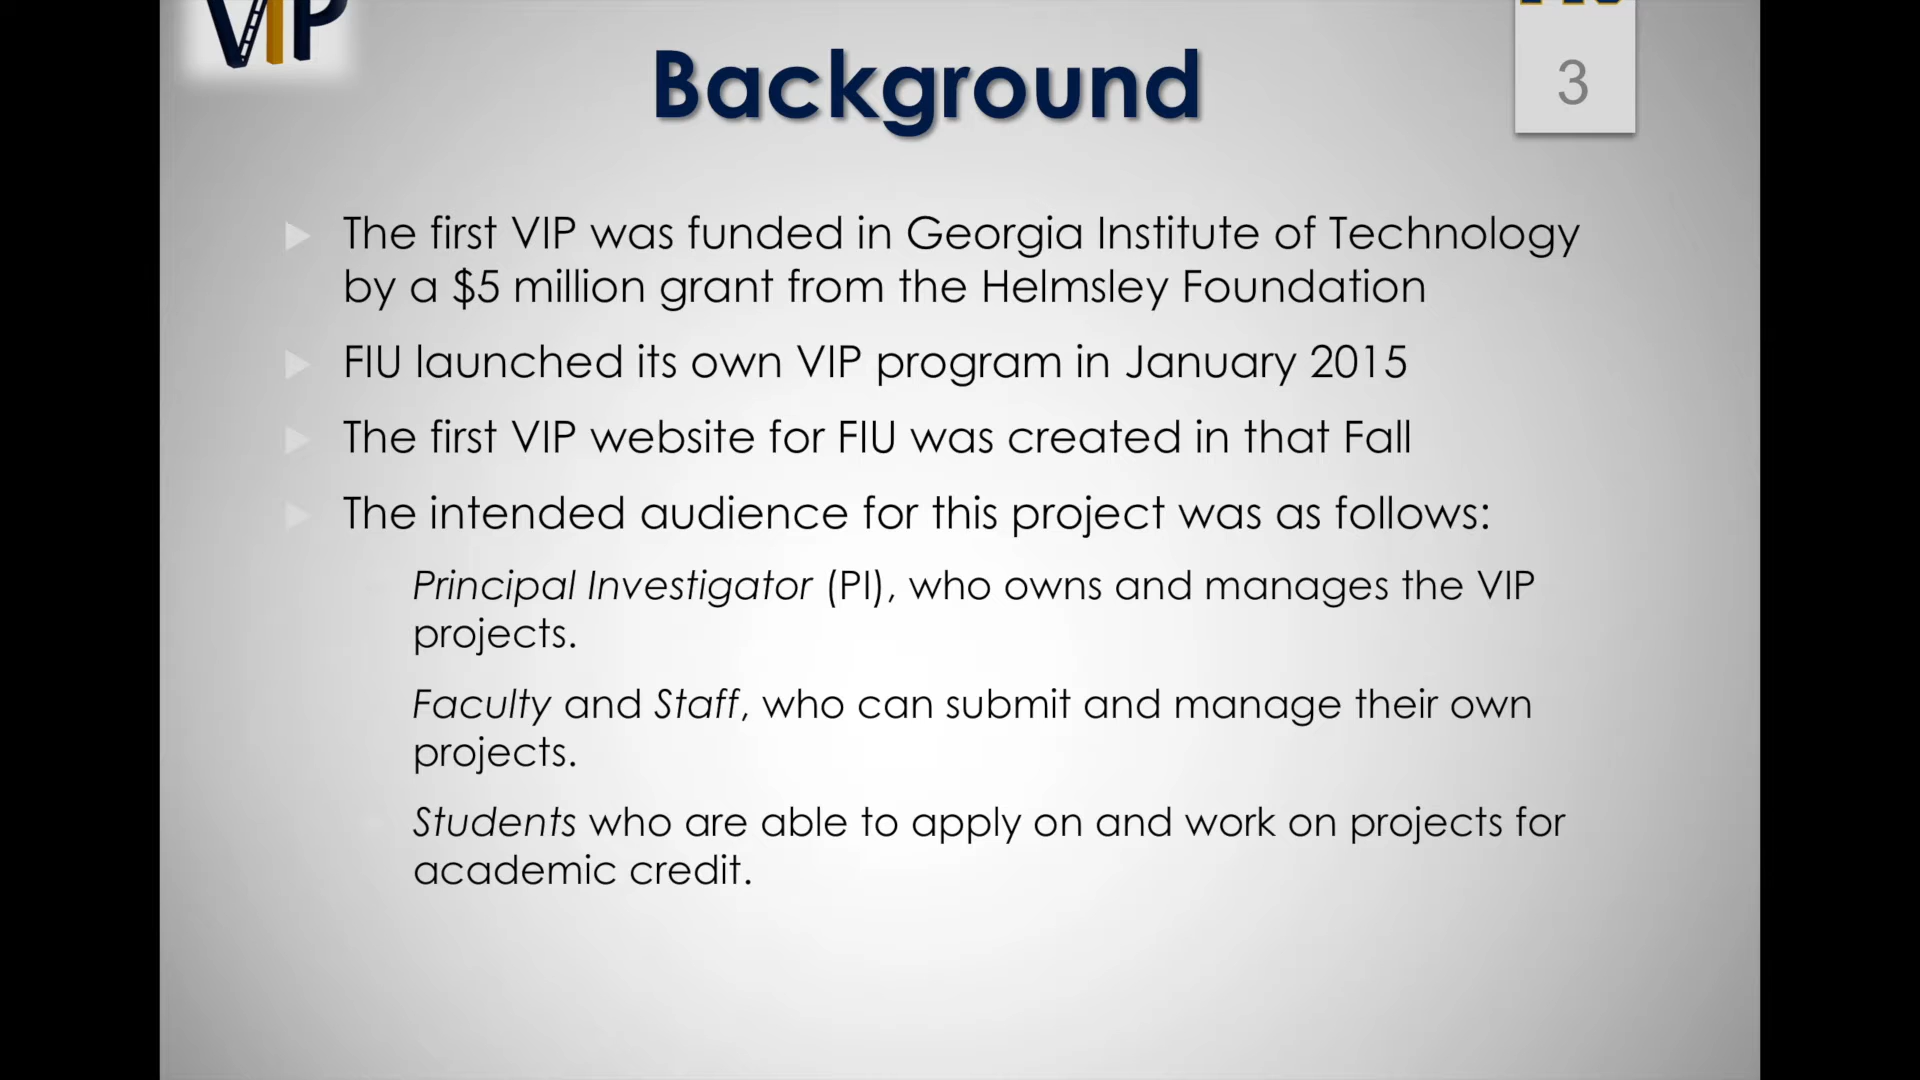 VIP
Background
3
The first VIP was funded in Georgia Institute of Technology
by a $5 million grant from the Helmsley Foundation
FIU launched its own VIP program in January 2015
The first VIP website for FIU was created in that Fall
The intended audience for this project was as follows:
Principal Investigator (PI), who owns and manages the VIP
projects.
Faculty and Staff, who can submit and manage their own
projects.
Students who are able to apply on and work on projects for
academic credit.